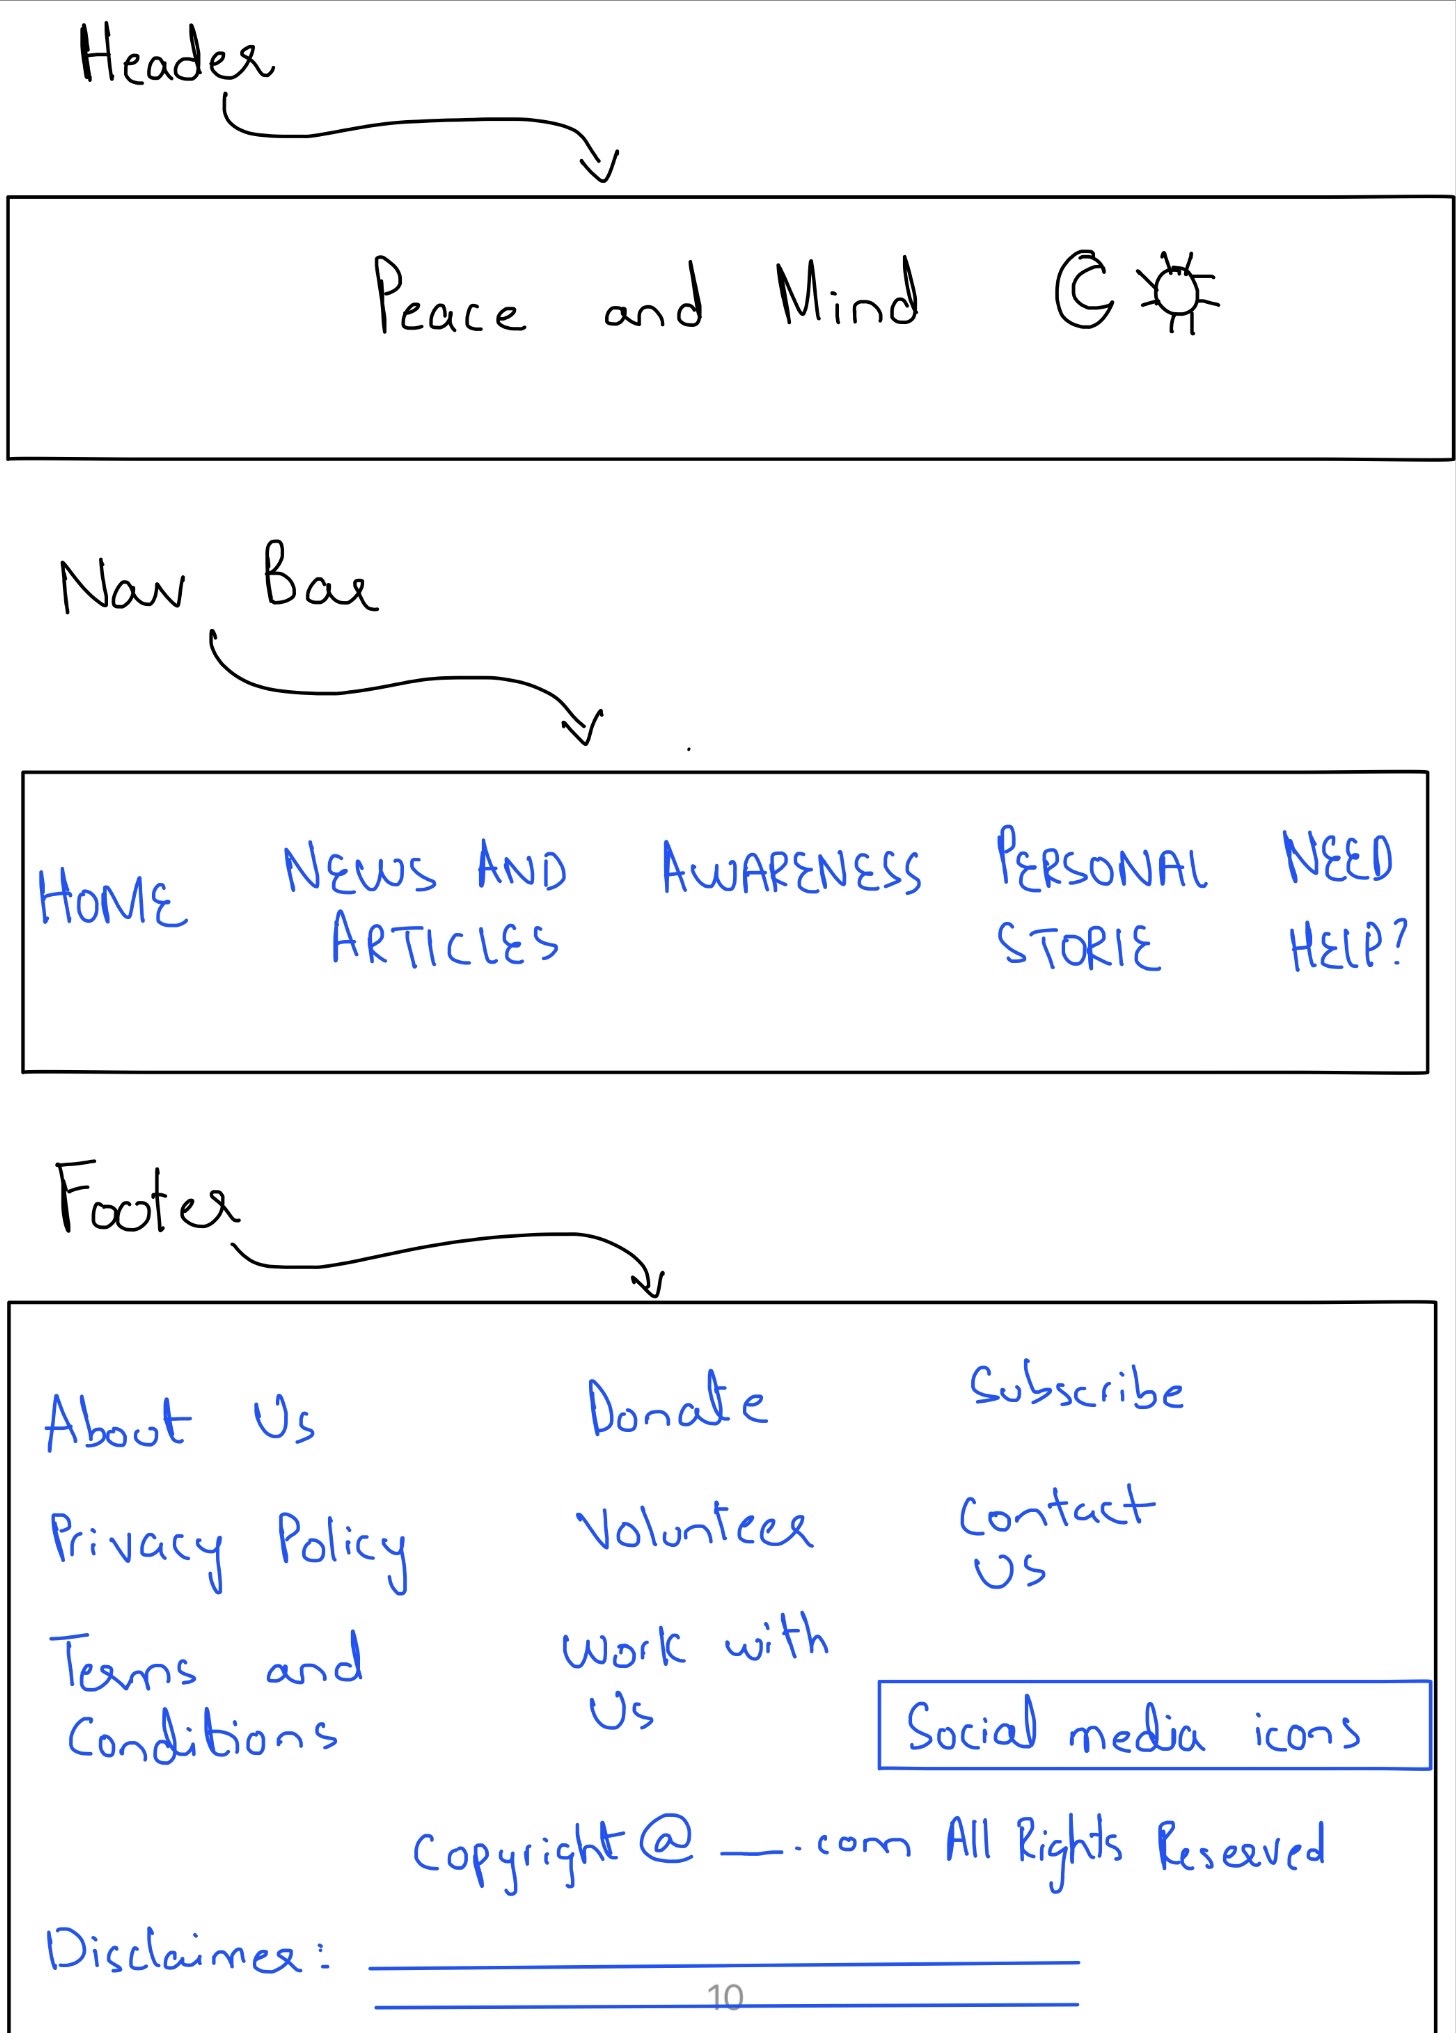 Header
Peace and Mind
Nav Bar
HOME
NEWS AND
ARTICLES
AWARENESS
PERSONAL
STORIE
NEED
HELP?
Footer
About Us
Privacy Policy
Terms and
Conditions
Donate
Volunteer
Work with
Us
Subscribe
Contact
Us
Social media icons
Copyright @ __.com All Rights Reserved
Disclaimer:
10